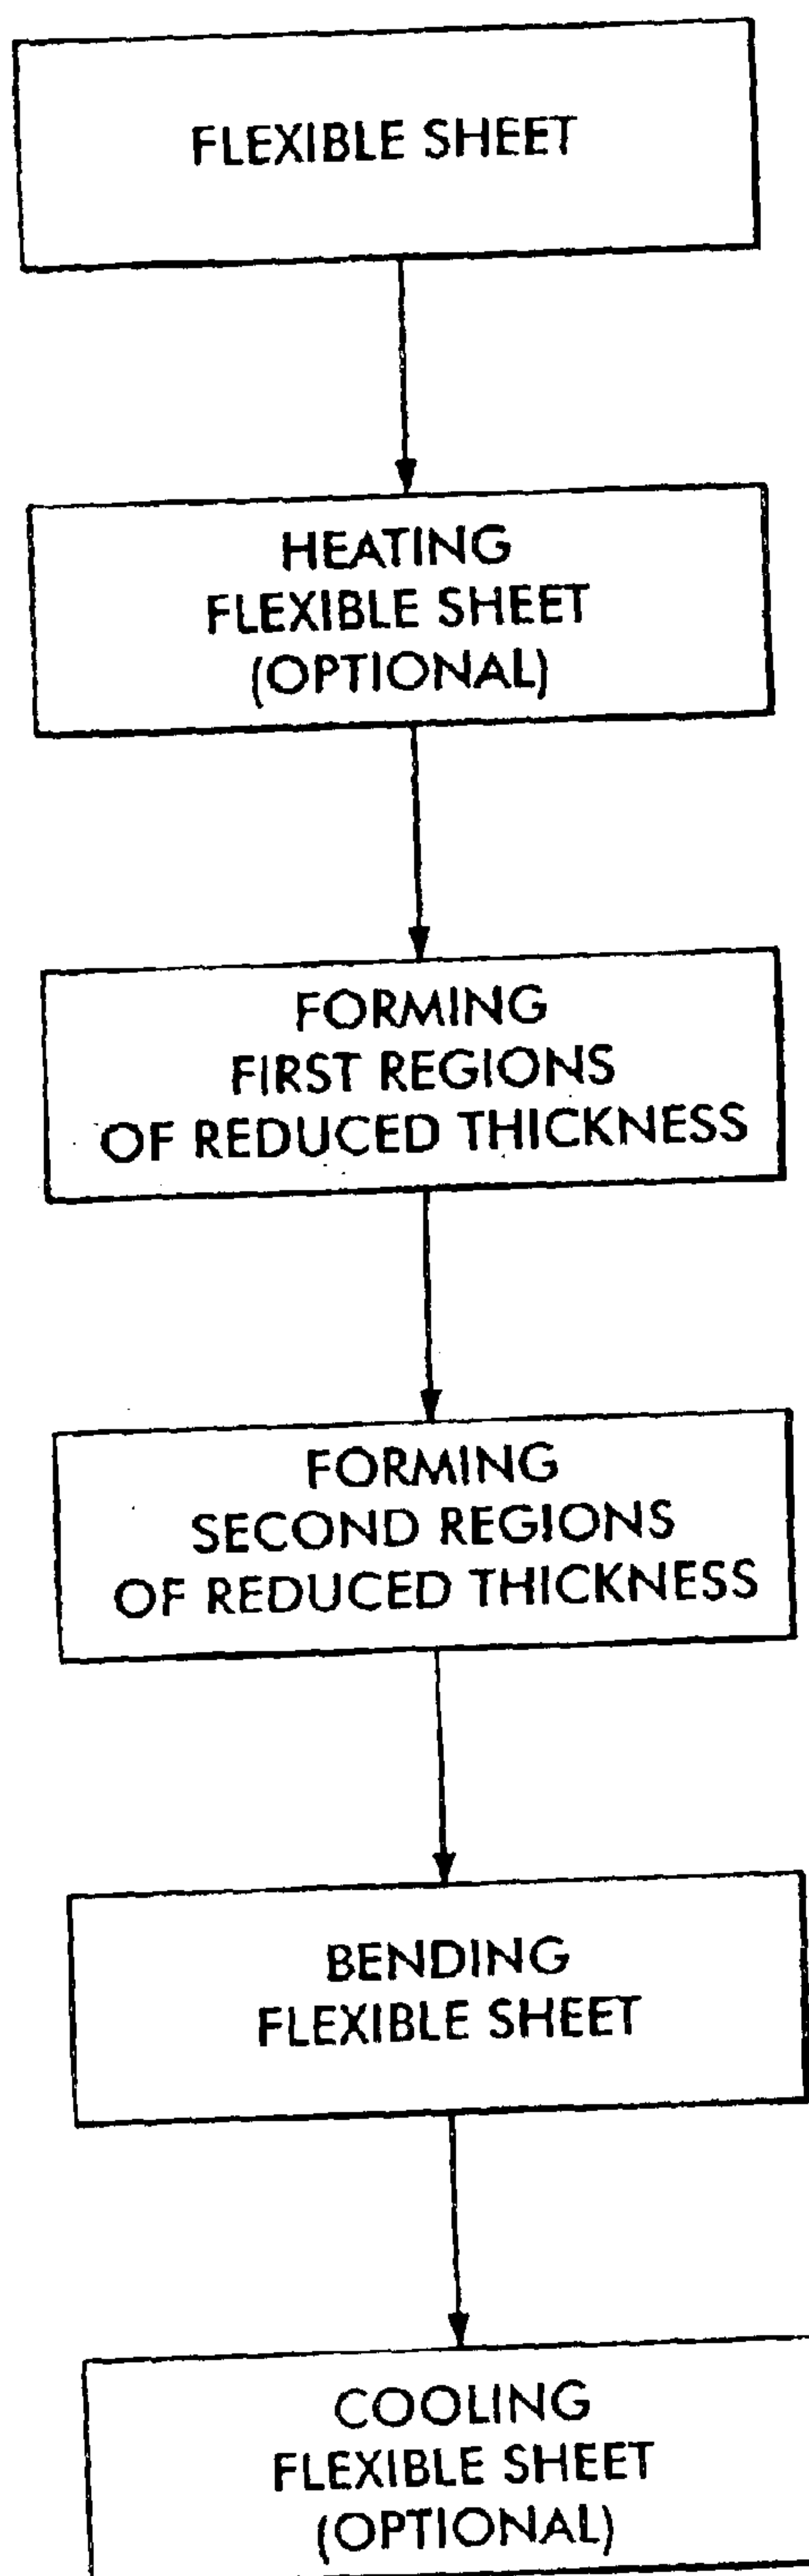 FLEXIBLE SHEET
HEATING
FLEXIBLE SHEET
(OPTIONAL)
FORMING
FIRST REGIONS
OF REDUCED THICKNESS
FORMING
SECOND REGIONS
OF REDUCED THICKNESS
BENDING
FLEXIBLE SHEET
COOLING
FLEXIBLE SHEET
(OPTIONAL)